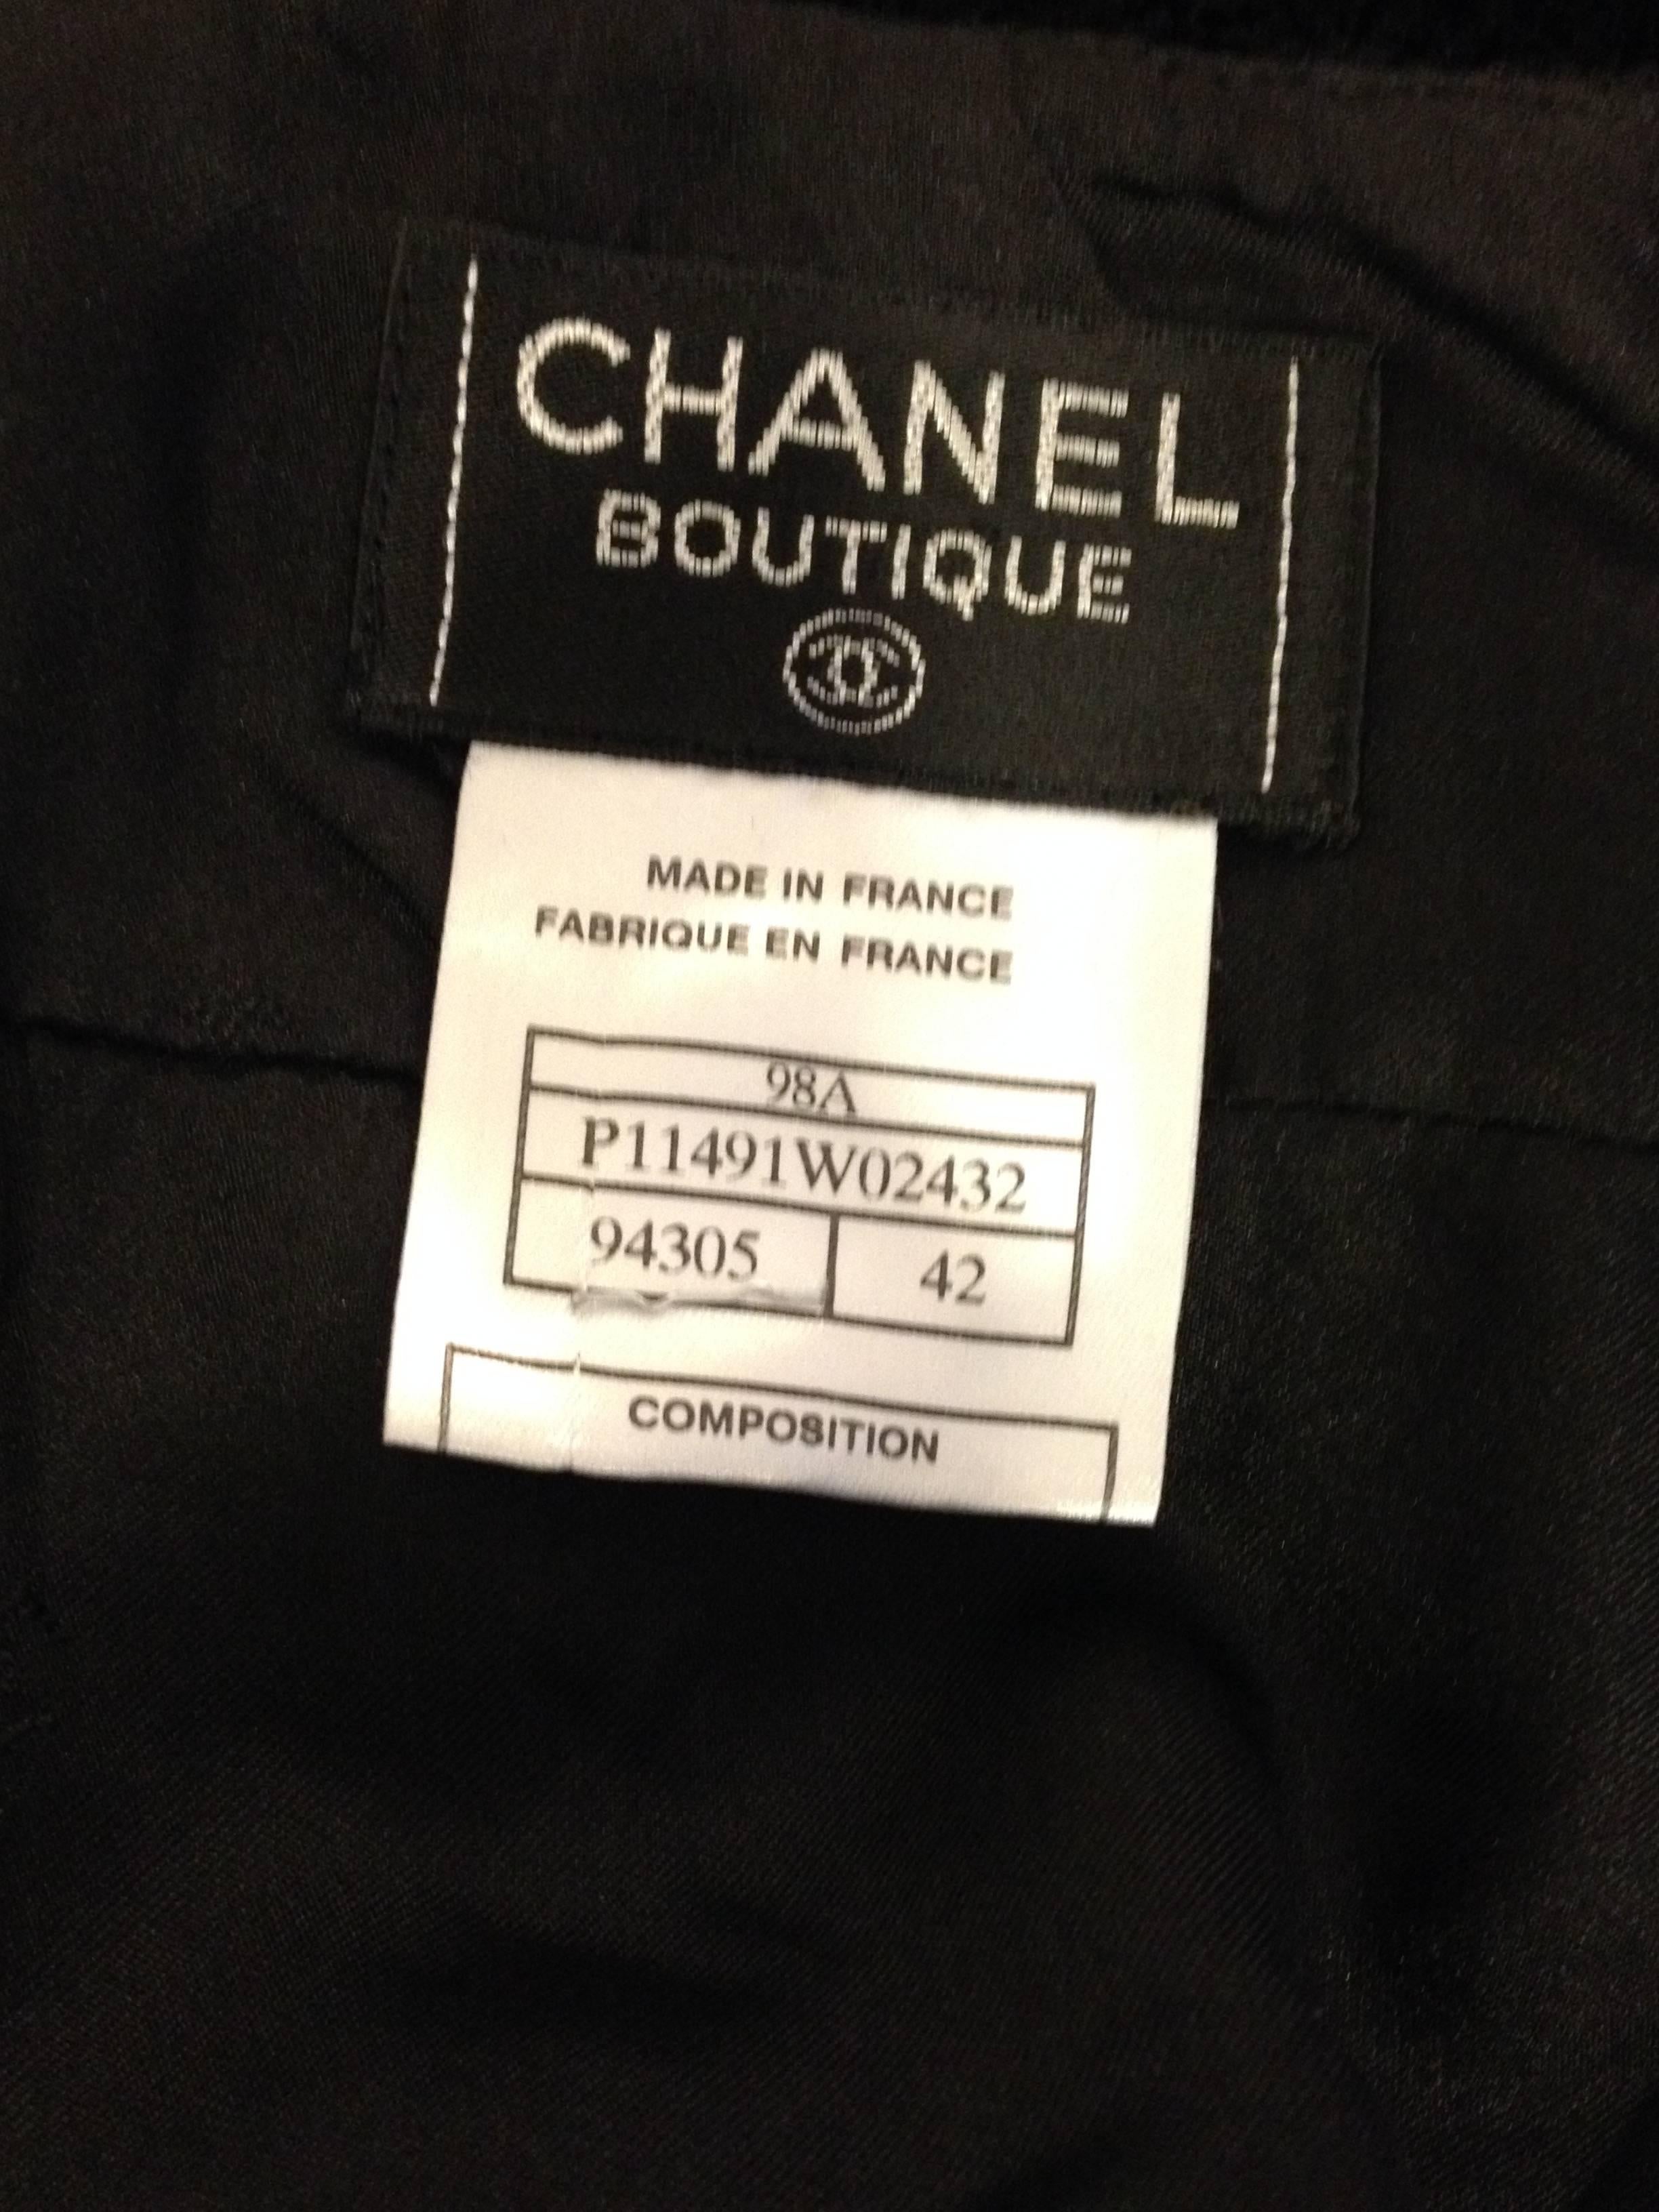 CHANEL
BOUTIQUE
MADE IN FRANCE
FABRIQUE EN FRANCE
98A
P11491W02432
94305 42
COMPOSITION